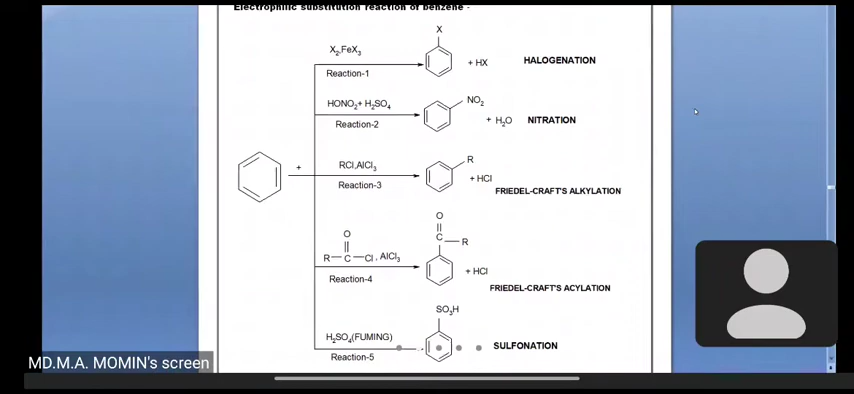 Electrophilic substitution reaction of benzene -
X
X₂,FeX₃
+ HX
HALOGENATION
Reaction-1
HONO₂+ H₂SO₄
NO₂
Reaction-2
+ H₂O
NITRATION
+
RCl,AlCl₃
R
Reaction-3
+ HCl
FRIEDEL-CRAFT'S ALKYLATION
O
O
C—R
R—C—Cl , AlCl₃
Reaction-4
+ HCl
FRIEDEL-CRAFT'S ACYLATION
SO₃H
H₂SO₄(FUMING)
SULFONATION
Reaction-5
MD.M.A. MOMIN's screen